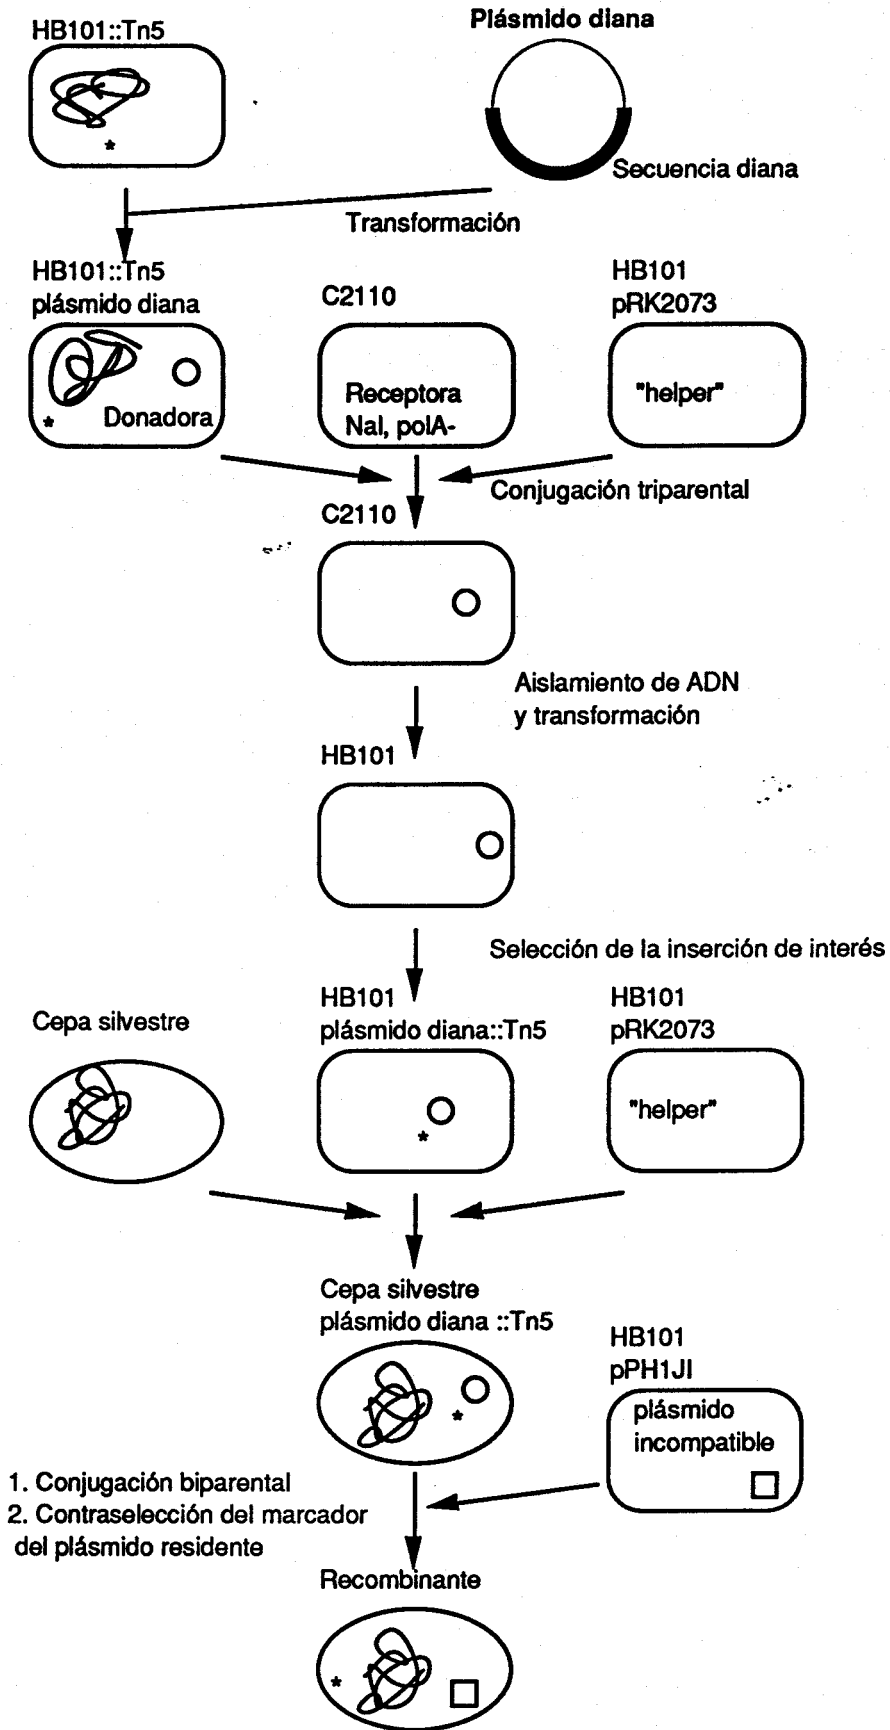 HB101::Tn5
Plásmido diana
*
Secuencia diana
Transformación
HB101::Tn5
plásmido diana
C2110
HB101
pRK2073
* Donadora
Receptora
Nal, polA-
"helper"
Conjugación triparental
C2110
Aislamiento de ADN
y transformación
HB101
Selección de la inserción de interés
Cepa silvestre
HB101
plásmido diana::Tn5
HB101
pRK2073
*
"helper"
Cepa silvestre
plásmido diana ::Tn5
*
HB101
pPH1JI
plásmido
incompatible
1. Conjugación biparental
2. Contraselección del marcador
del plásmido residente
Recombinante
*